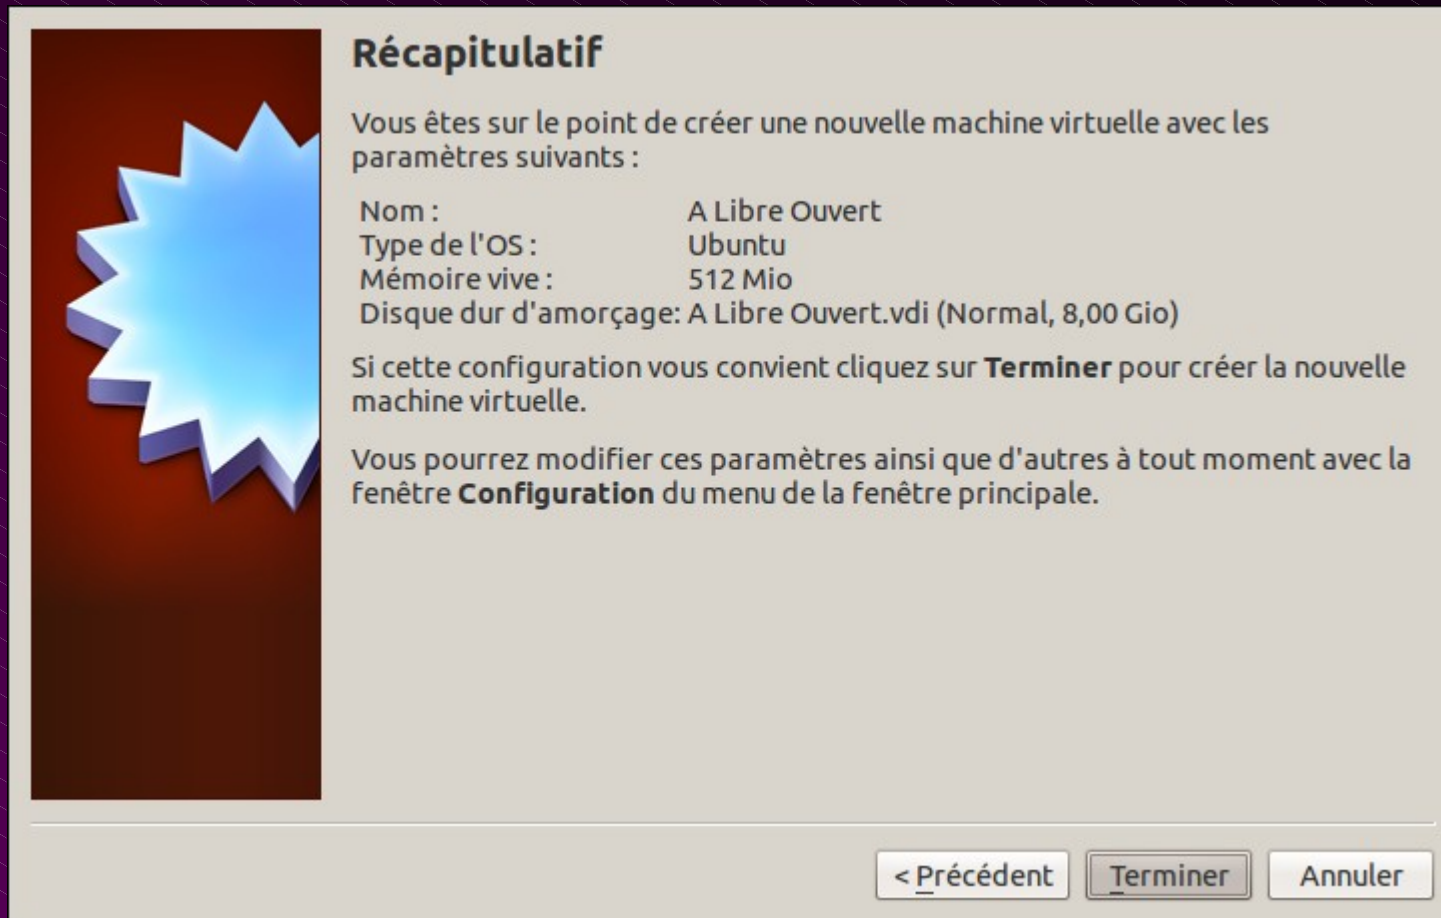 Récapitulatif
Vous êtes sur le point de créer une nouvelle machine virtuelle avec les
paramètres suivants :
Nom : A Libre Ouvert
Type de l'OS : Ubuntu
Mémoire vive : 512 Mio
Disque dur d'amorçage: A Libre Ouvert.vdi (Normal, 8,00 Gio)
Si cette configuration vous convient cliquez sur Terminer pour créer la nouvelle
machine virtuelle.
Vous pourrez modifier ces paramètres ainsi que d'autres à tout moment avec la
fenêtre Configuration du menu de la fenêtre principale.
< Précédent Terminer Annuler